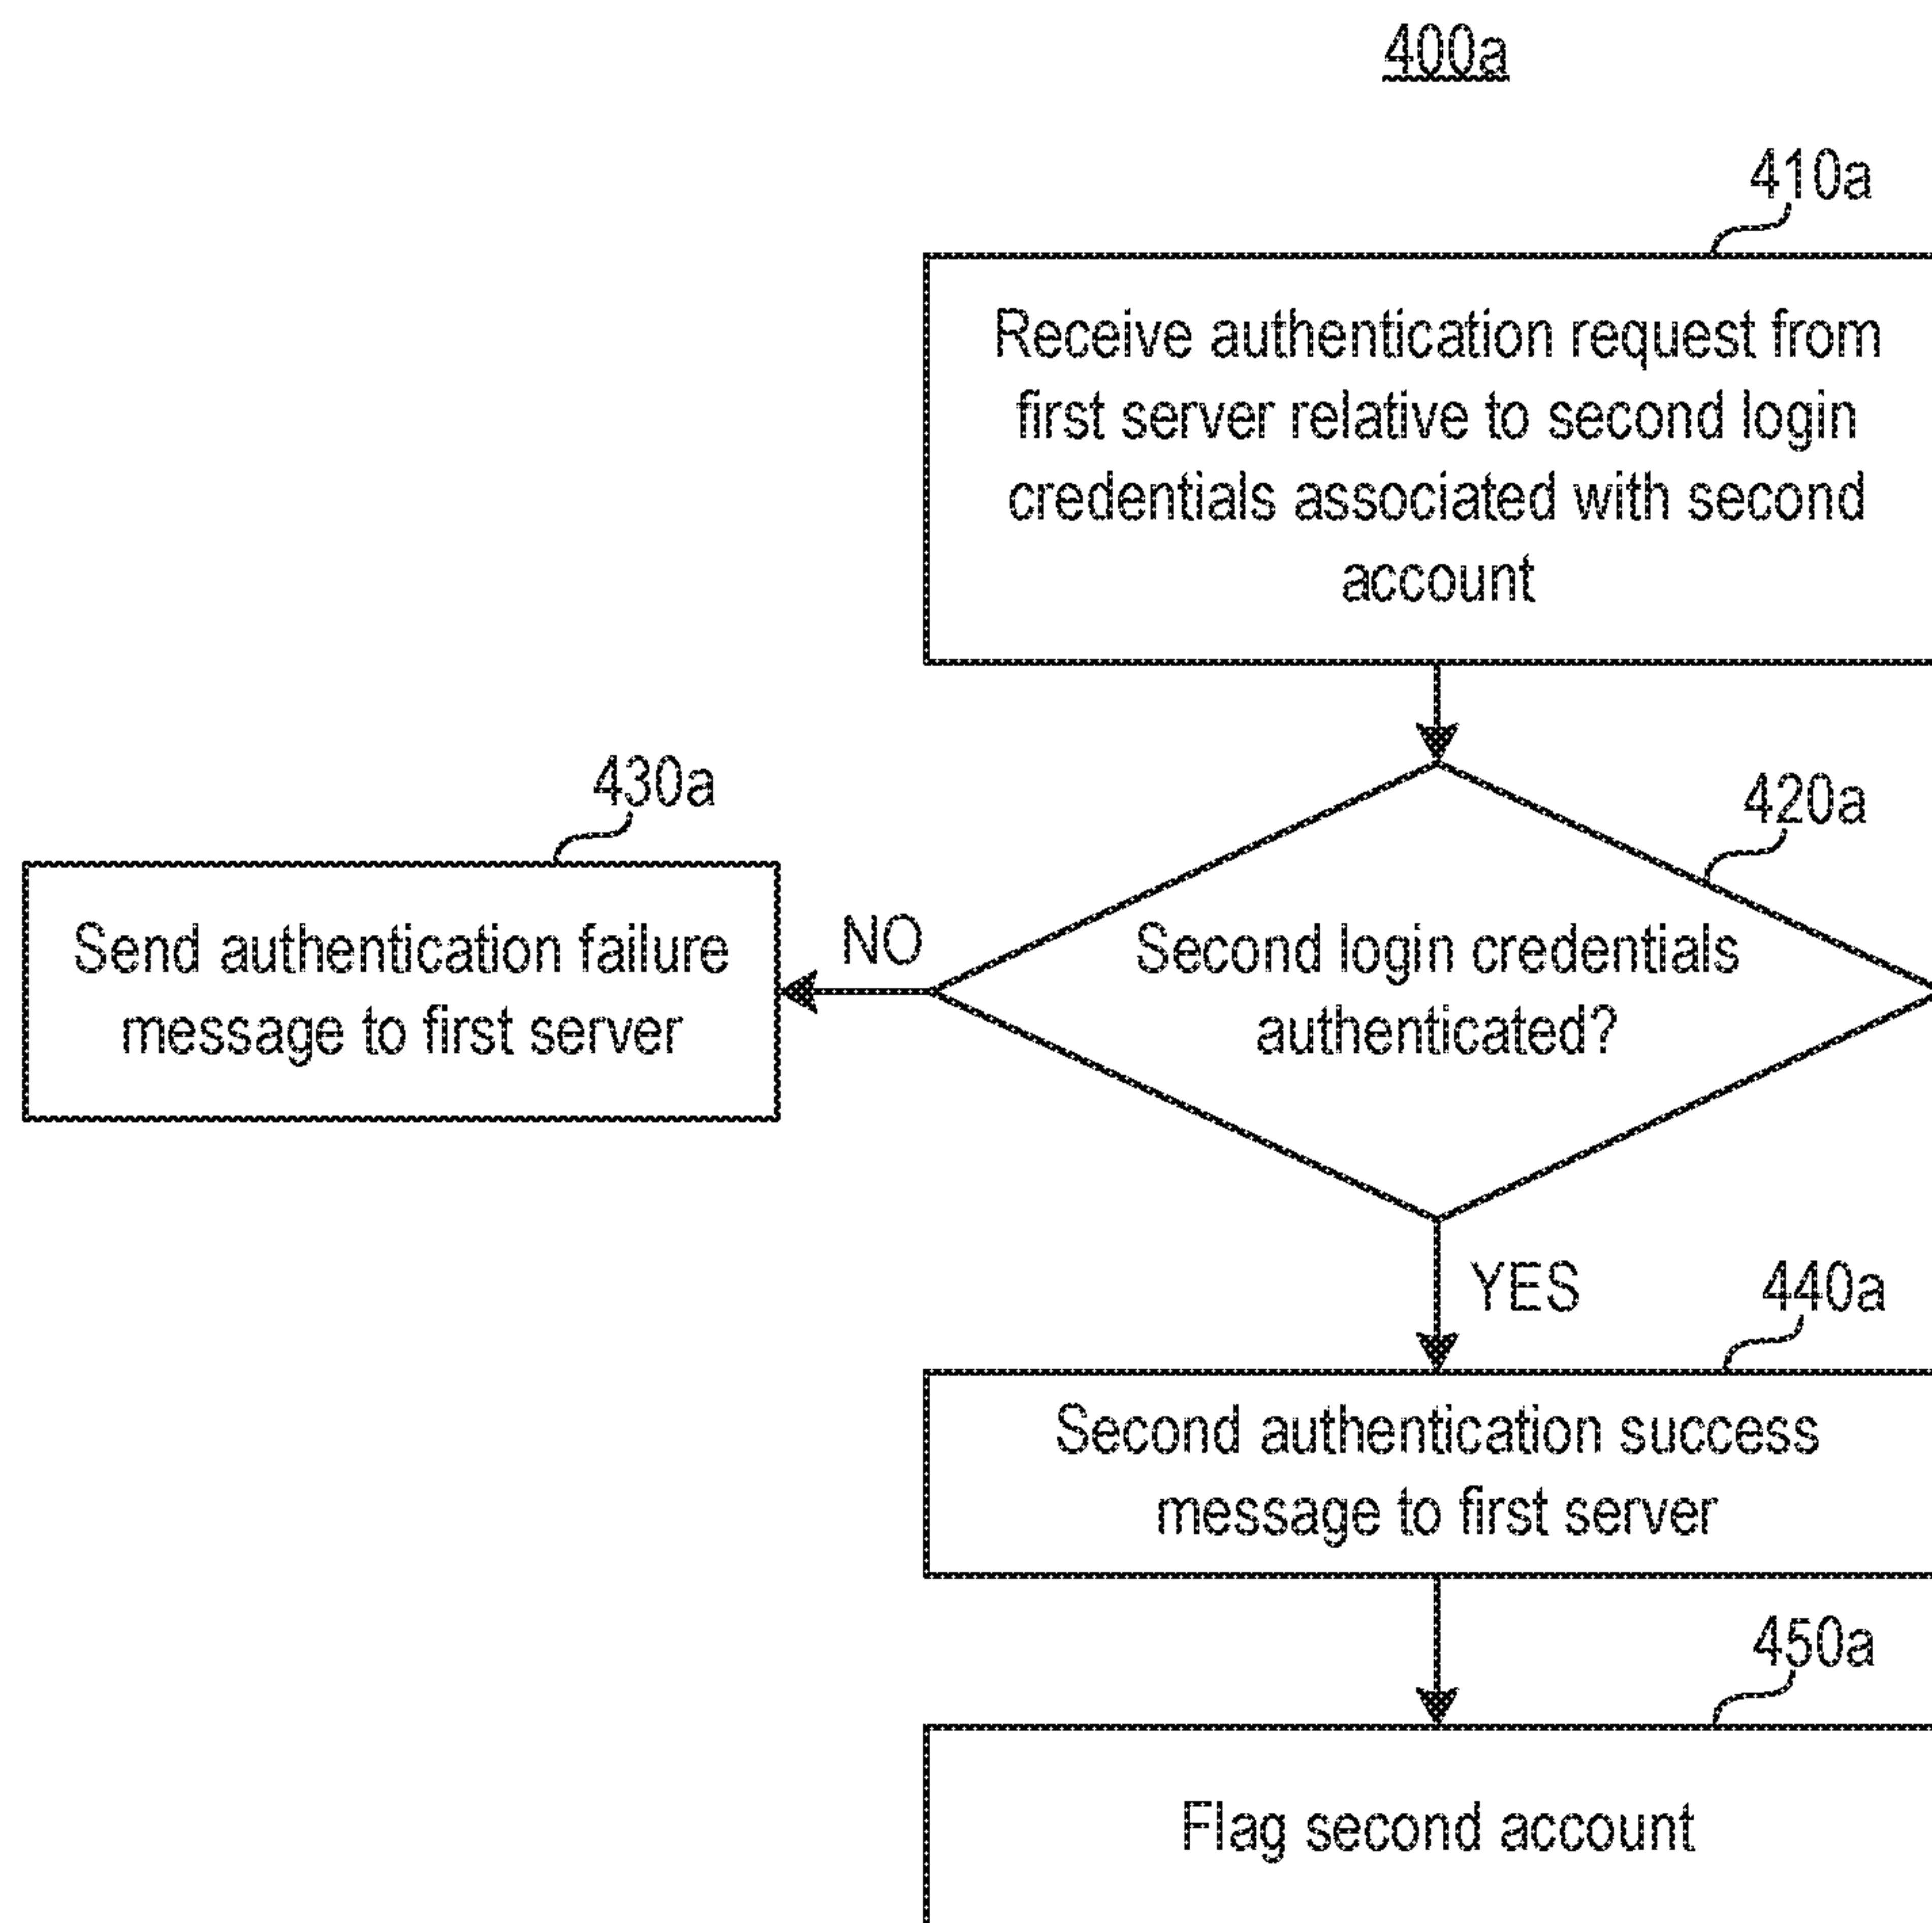 400a
410a
Receive authentication request from
first server relative to second login
credentials associated with second
account
430a
420a
Send authentication failure
message to first server
NO
Second login credentials
authenticated?
YES
440a
Second authentication success
message to first server
450a
Flag second account